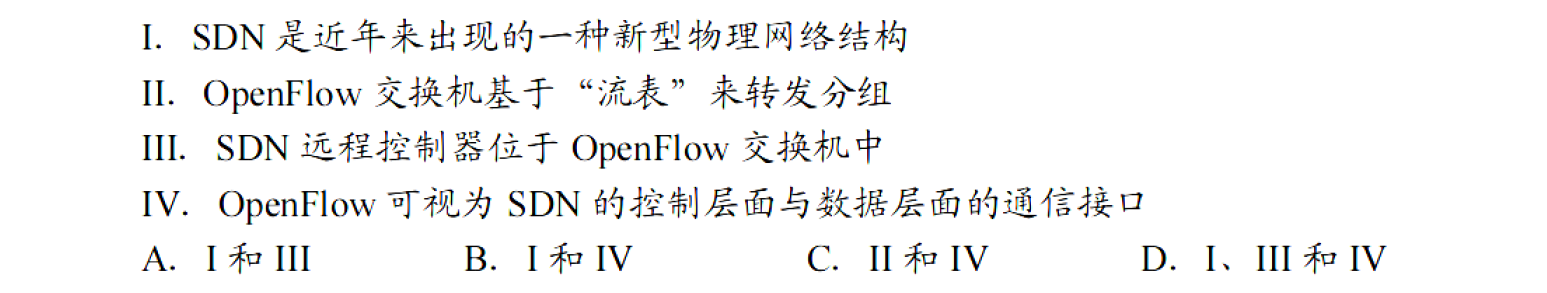 I. SDN 是近年来出现的一种新型物理网络结构
II. OpenFlow 交换机基于“流表”来转发分组
III. SDN 远程控制器位于 OpenFlow 交换机中
IV. OpenFlow 可视为 SDN 的控制层面与数据层面的通信接口
A. I 和 III B. I 和 IV C. II 和 IV D. I、III 和 IV